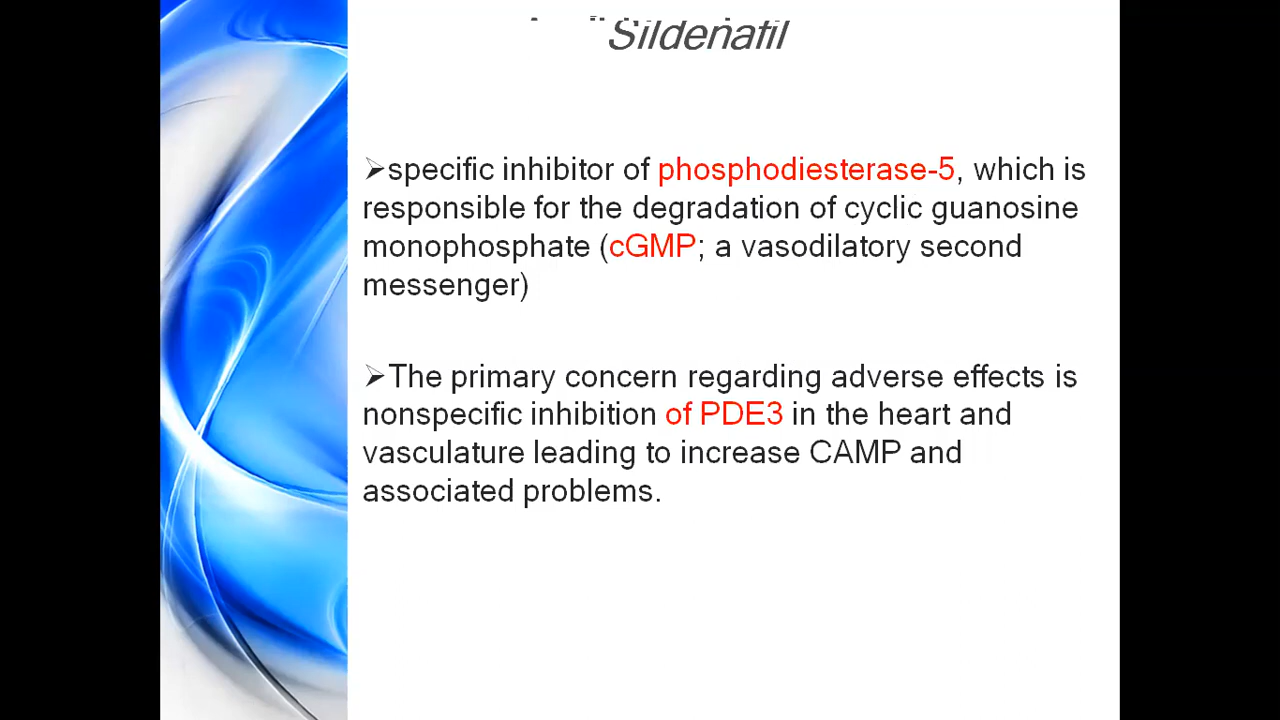 Sildenafil
➢specific inhibitor of phosphodiesterase-5, which is
responsible for the degradation of cyclic guanosine
monophosphate (cGMP; a vasodilatory second
messenger)
➢The primary concern regarding adverse effects is
nonspecific inhibition of PDE3 in the heart and
vasculature leading to increase CAMP and
associated problems.